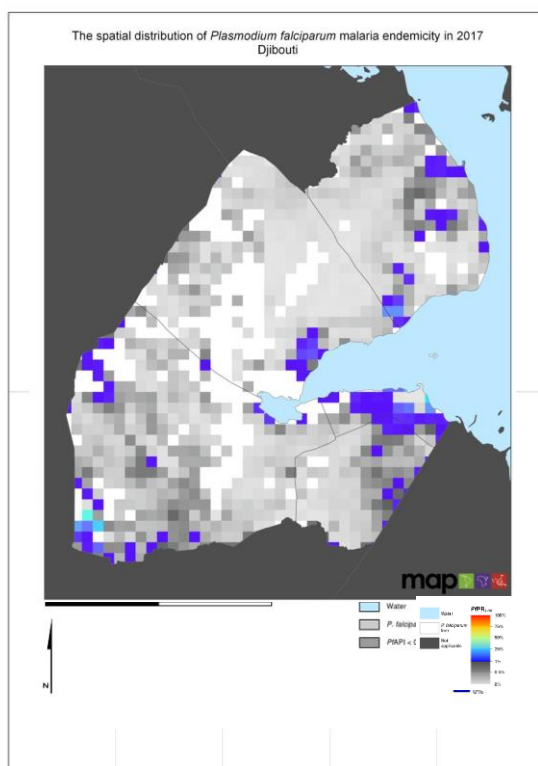 The spatial distribution of Plasmodium falciparum malaria endemicity in 2017
Djibouti
map
Water
P. falcipa
PfAPI <
Water
P. falciparum
free
Not
applicable
PfPR
100%
75%
50%
25%
1%
0%
N